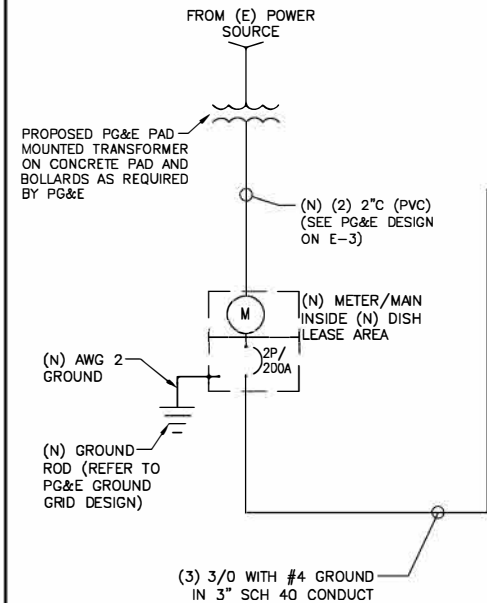 FROM (E) POWER
SOURCE
PROPOSED PG&E PAD
MOUNTED TRANSFORMER
ON CONCRETE PAD AND
BOLLARDS AS REQUIRED
BY PG&E
(N) (2) 2"C (PVC)
(SEE PG&E DESIGN
ON E-3)
(N) METER/MAIN
INSIDE (N) DISH
LEASE AREA
M
2P/
200A
(N) AWG 2
GROUND
(N) GROUND
ROD (REFER TO
PG&E GROUND
GRID DESIGN)
(3) 3/0 WITH #4 GROUND
IN 3" SCH 40 CONDUCT